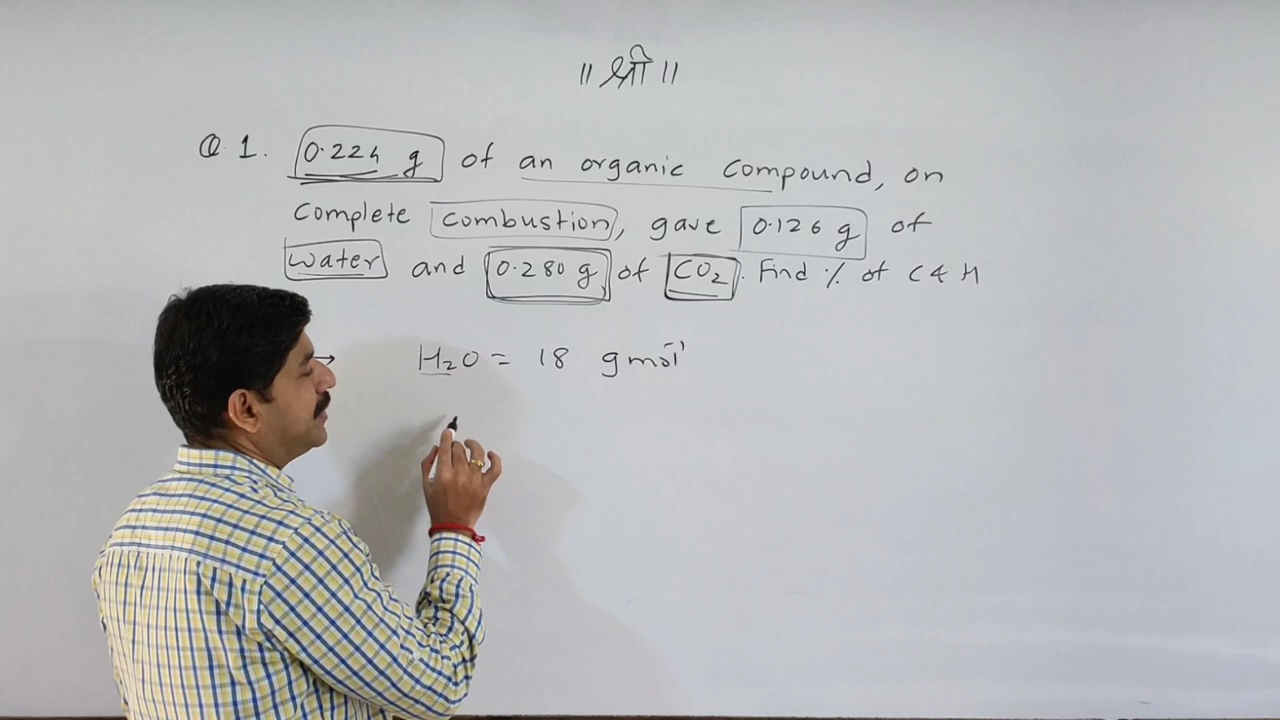 ॥ श्री ॥
Q 1. 0.224 g of an organic compound, on
Complete combustion, gave 0.126 g of
water and 0.280 g of CO₂. Find % of C & H
→ H₂O = 18 g mol⁻¹